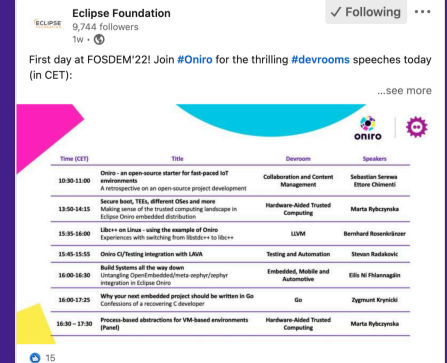 ECLIPSE
FOUNDATION
Eclipse Foundation
9,744 followers
1w •
✓ Following •••
First day at FOSDEM'22! Join #Oniro for the thrilling #devrooms speeches today
(in CET):
...see more
oniro
Time (CET) Title Devroom Speakers
10:30-11:00 Oniro - an open-source starter for fast-paced IoT
environments
A retrospective on an open-source project development
Collaboration and Content
Management
Sebastian Serewa
Ettore Chimenti
13:50-14:15 Secure boot, TEEs, different OSes and more
Making sense of the trusted computing landscape in
Eclipse Oniro embedded distribution
Hardware-Aided Trusted
Computing
Marta Rybczynska
15:35-16:00 Libc++ on Linux - using the example of Oniro
Experiences with switching from libstdc++ to libc++
LLVM Bernhard Rosenkränzer
15:45-15:55 Oniro CI/Testing integration with LAVA Testing and Automation Stevan Radakovic
16:00-16:30 Build Systems all the way down
Untangling OpenEmbedded/meta-zephyr/zephyr
integration in Eclipse Oniro
Embedded, Mobile and
Automotive
Eilís Ní Fhlannagáin
16:00-17:25 Why your next embedded project should be written in Go
Confessions of a recovering C developer
Go Zygmunt Krynicki
16:30 – 17:30 Process-based abstractions for VM-based environments
(Panel)
Hardware-Aided Trusted
Computing
Marta Rybczynska
15